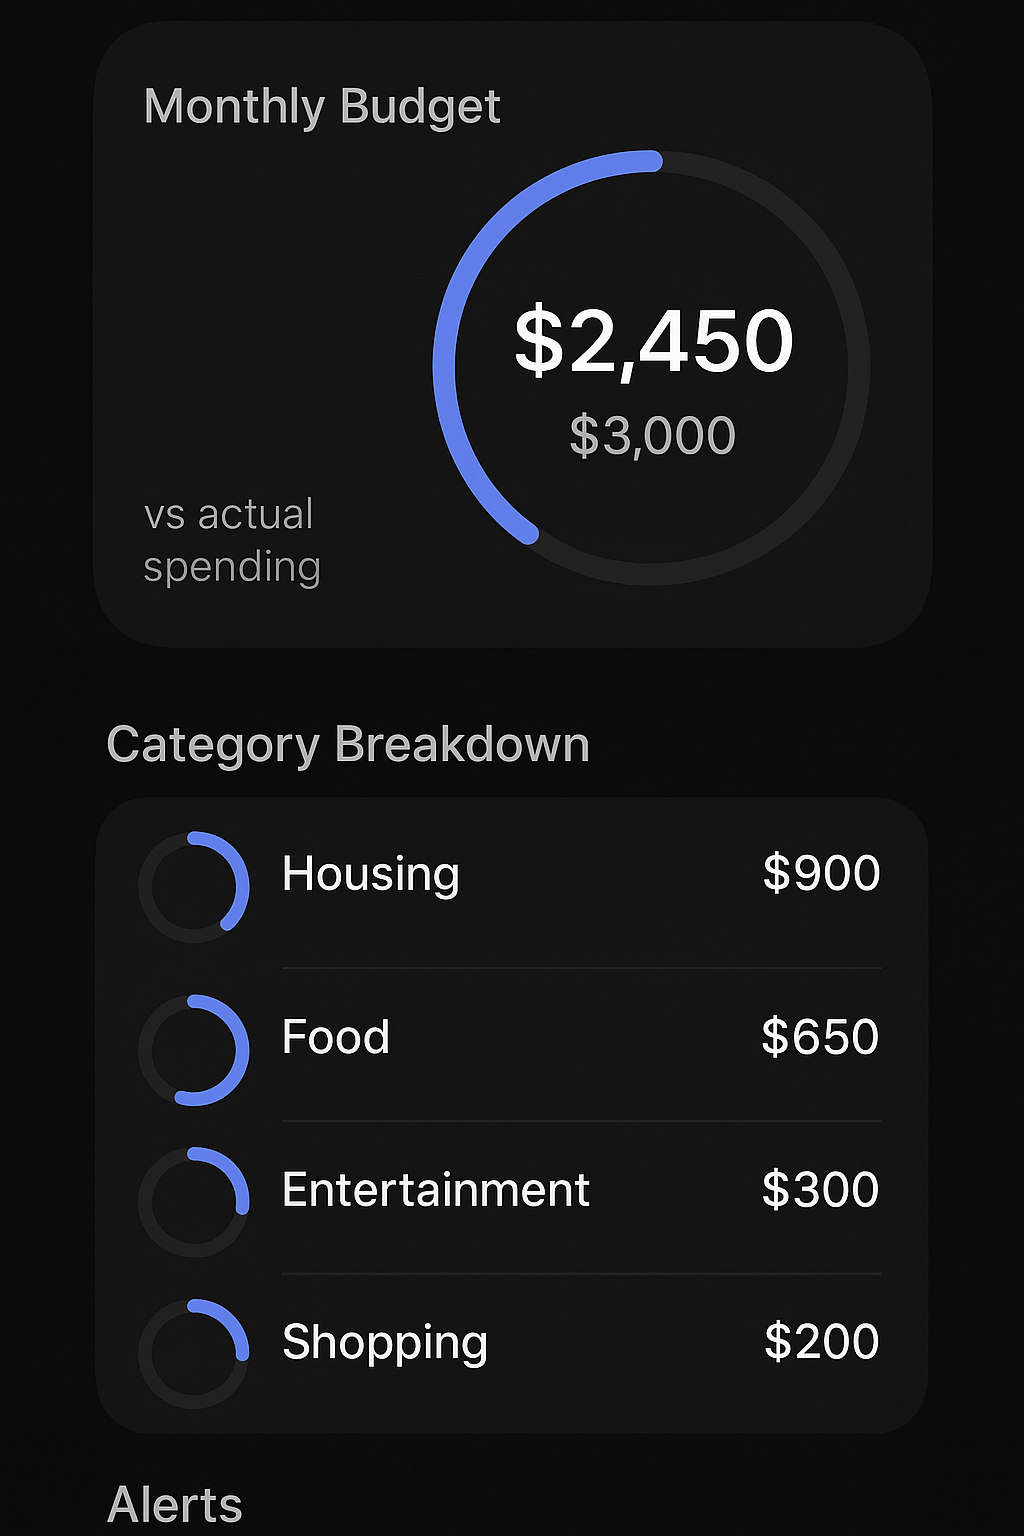 Monthly Budget
$2,450
$3,000
vs actual
spending
Category Breakdown
Housing $900
Food $650
Entertainment $300
Shopping $200
Alerts